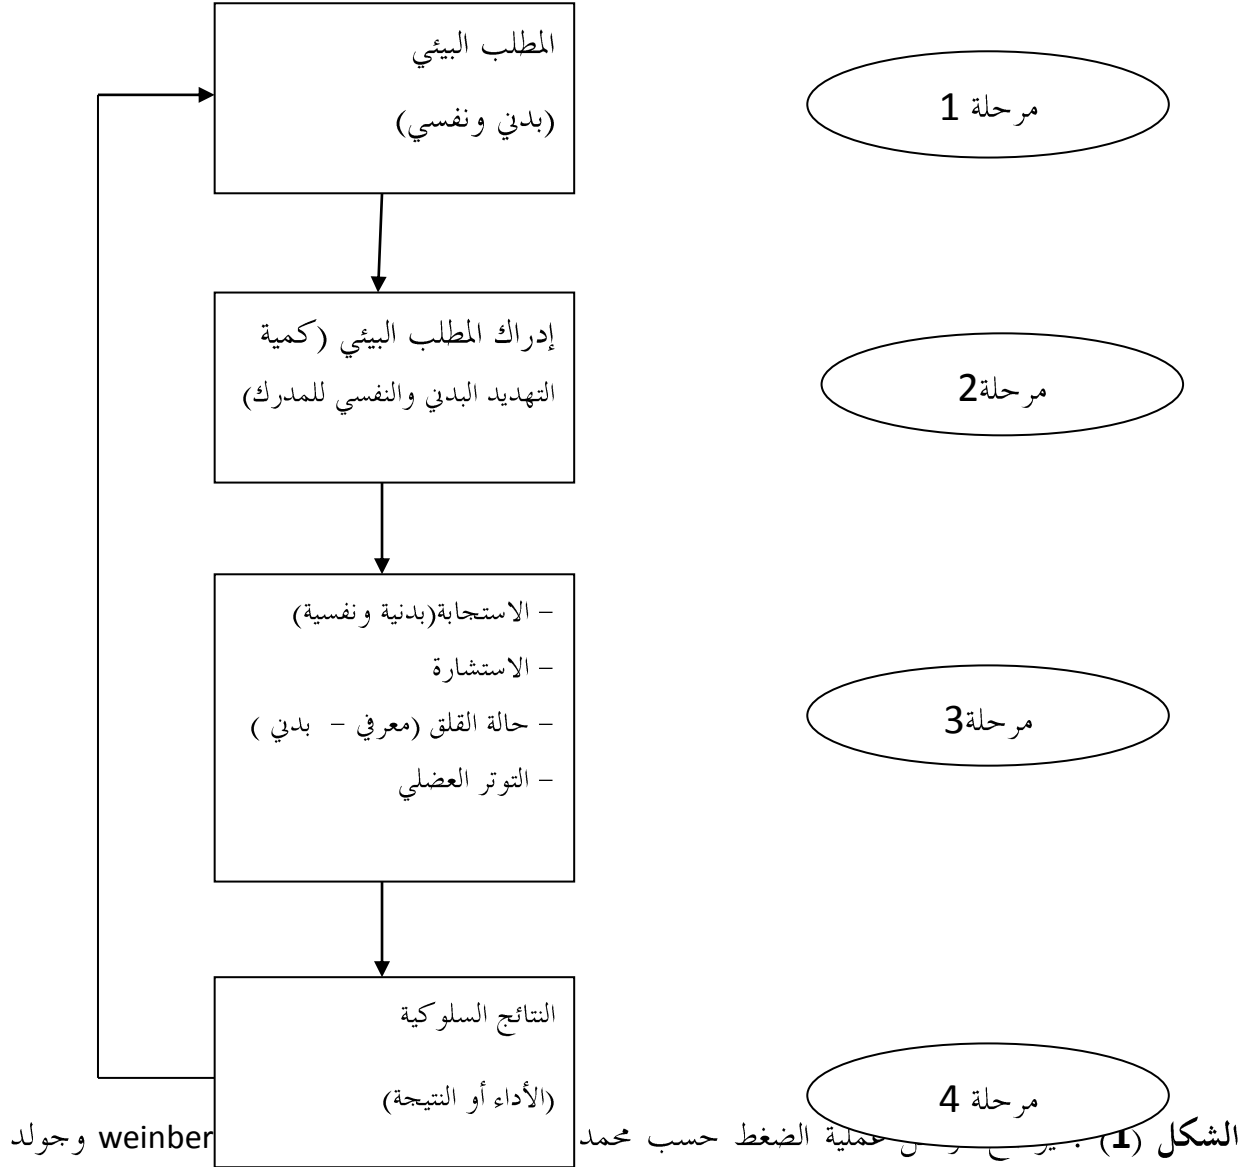 المطلب البيئي
(بدني ونفسي)
مرحلة 1
إدراك المطلب البيئي (كمية
التهديد البدني والنفسي للمدرك)
مرحلة2
– الاستجابة(بدنية ونفسية)
– الاستشارة
– حالة القلق (معرفي – بدني )
– التوتر العضلي
مرحلة3
النتائج السلوكية
(الأداء أو النتيجة)
مرحلة 4
الشكل (1) عملية الضغط حسب محمد weinber وجولد